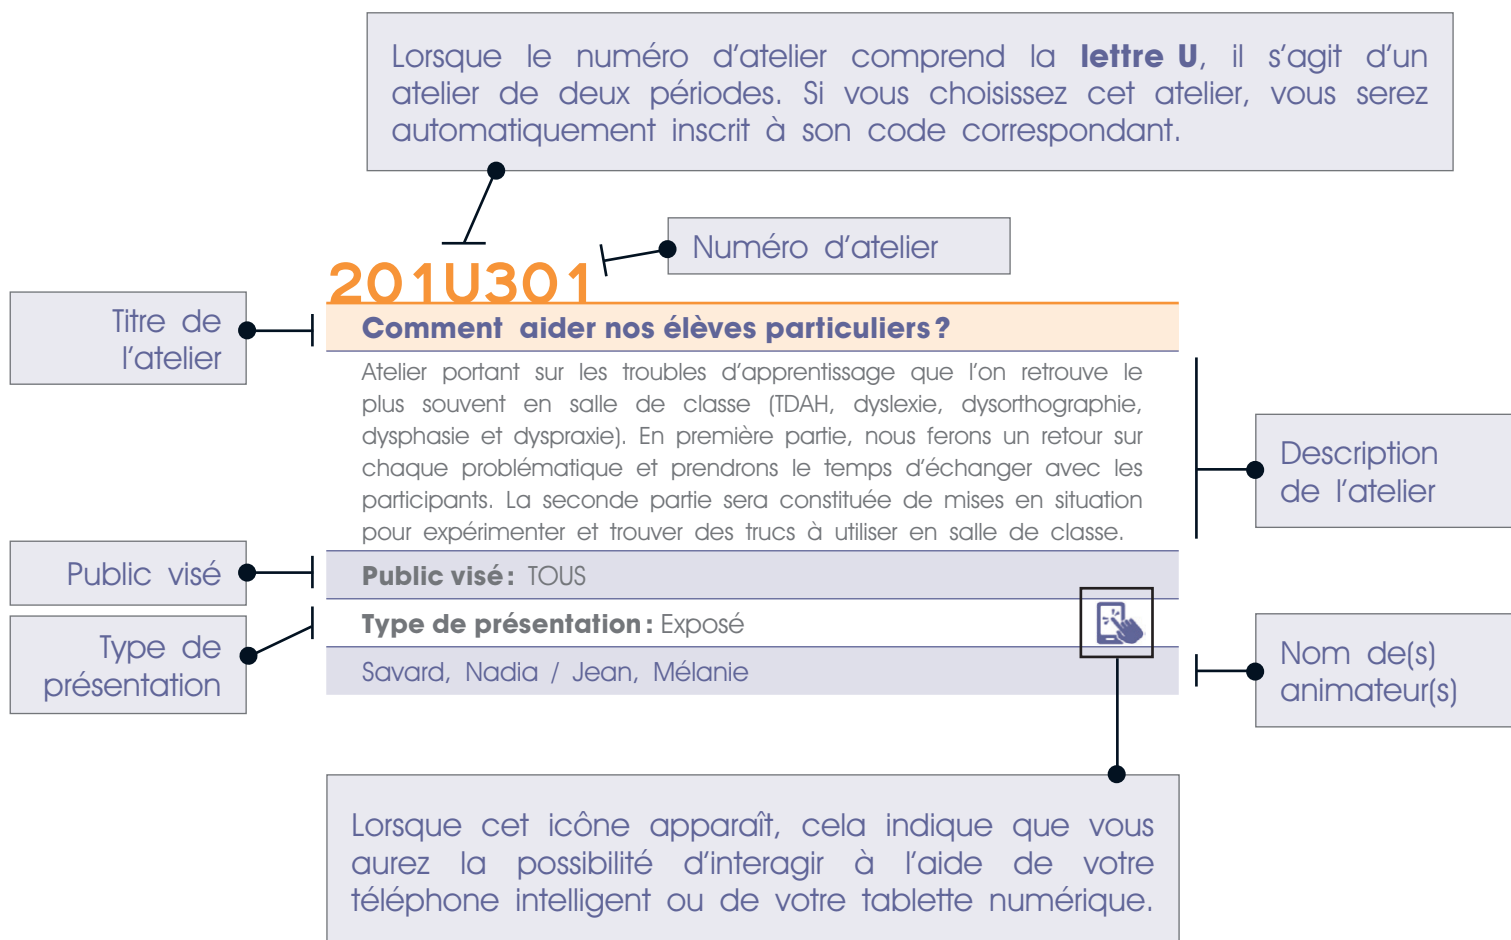 Lorsque le numéro d'atelier comprend la lettre U, il s'agit d'un
atelier de deux périodes. Si vous choisissez cet atelier, vous serez
automatiquement inscrit à son code correspondant.
Numéro d'atelier
201U301
Titre de
l'atelier
Comment aider nos élèves particuliers ?
Atelier portant sur les troubles d'apprentissage que l'on retrouve le
plus souvent en salle de classe (TDAH, dyslexie, dysorthographie,
dysphasie et dyspraxie). En première partie, nous ferons un retour sur
chaque problématique et prendrons le temps d'échanger avec les
participants. La seconde partie sera constituée de mises en situation
pour expérimenter et trouver des trucs à utiliser en salle de classe.
Description
de l'atelier
Public visé
Public visé : TOUS
Type de
présentation
Type de présentation : Exposé
Savard, Nadia / Jean, Mélanie
Nom de(s)
animateur(s)
Lorsque cet icône apparaît, cela indique que vous
aurez la possibilité d'interagir à l'aide de votre
téléphone intelligent ou de votre tablette numérique.